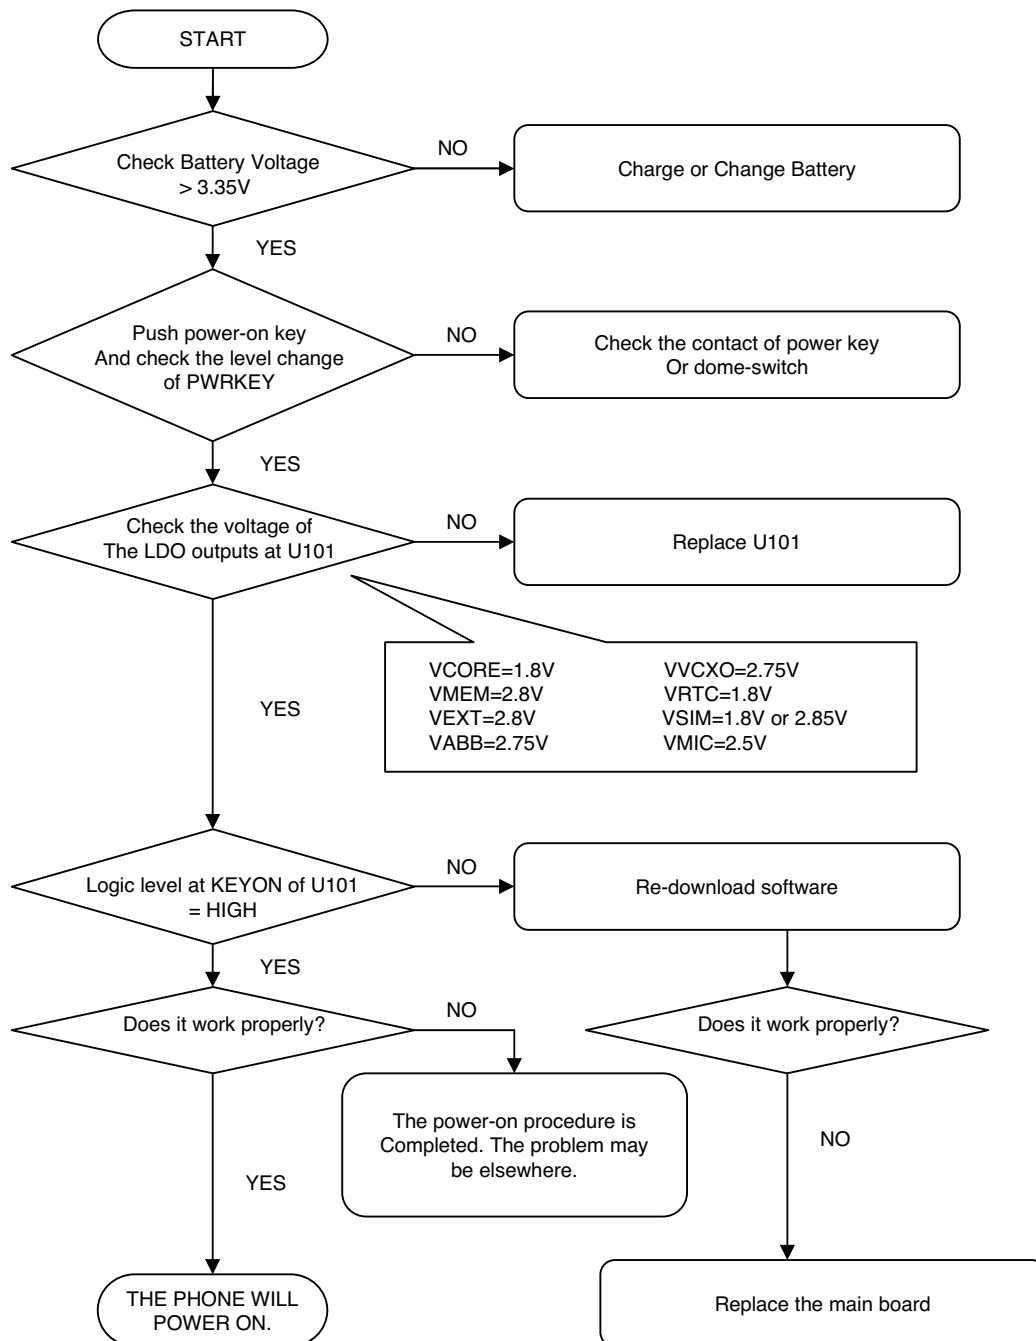 START
Check Battery Voltage
> 3.35V
NO
Charge or Change Battery
YES
Push power-on key
And check the level change
of PWRKEY
NO
Check the contact of power key
Or dome-switch
YES
Check the voltage of
The LDO outputs at U101
NO
Replace U101
VCORE=1.8V VVCXO=2.75V
VMEM=2.8V VRTC=1.8V
VEXT=2.8V VSIM=1.8V or 2.85V
VABB=2.75V VMIC=2.5V
YES
Logic level at KEYON of U101
= HIGH
NO
Re-download software
YES
Does it work properly?
NO
Does it work properly?
The power-on procedure is
Completed. The problem may
be elsewhere.
NO
YES
THE PHONE WILL
POWER ON.
Replace the main board